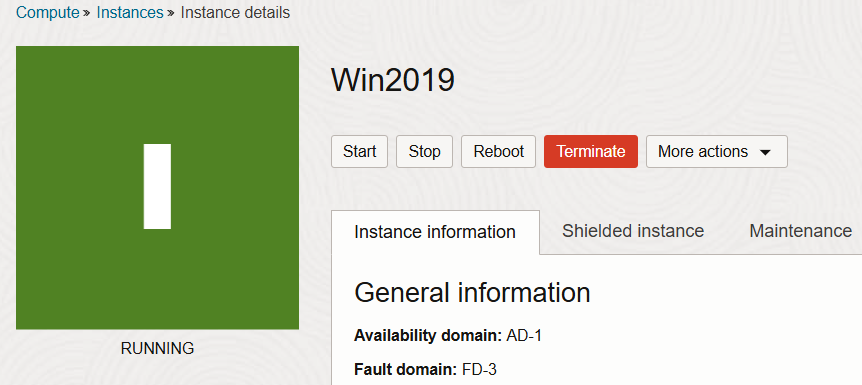 Compute » Instances » Instance details
Win2019
Start Stop Reboot Terminate More actions
Instance information Shielded instance Maintenance
General information
Availability domain: AD-1
Fault domain: FD-3
I
RUNNING